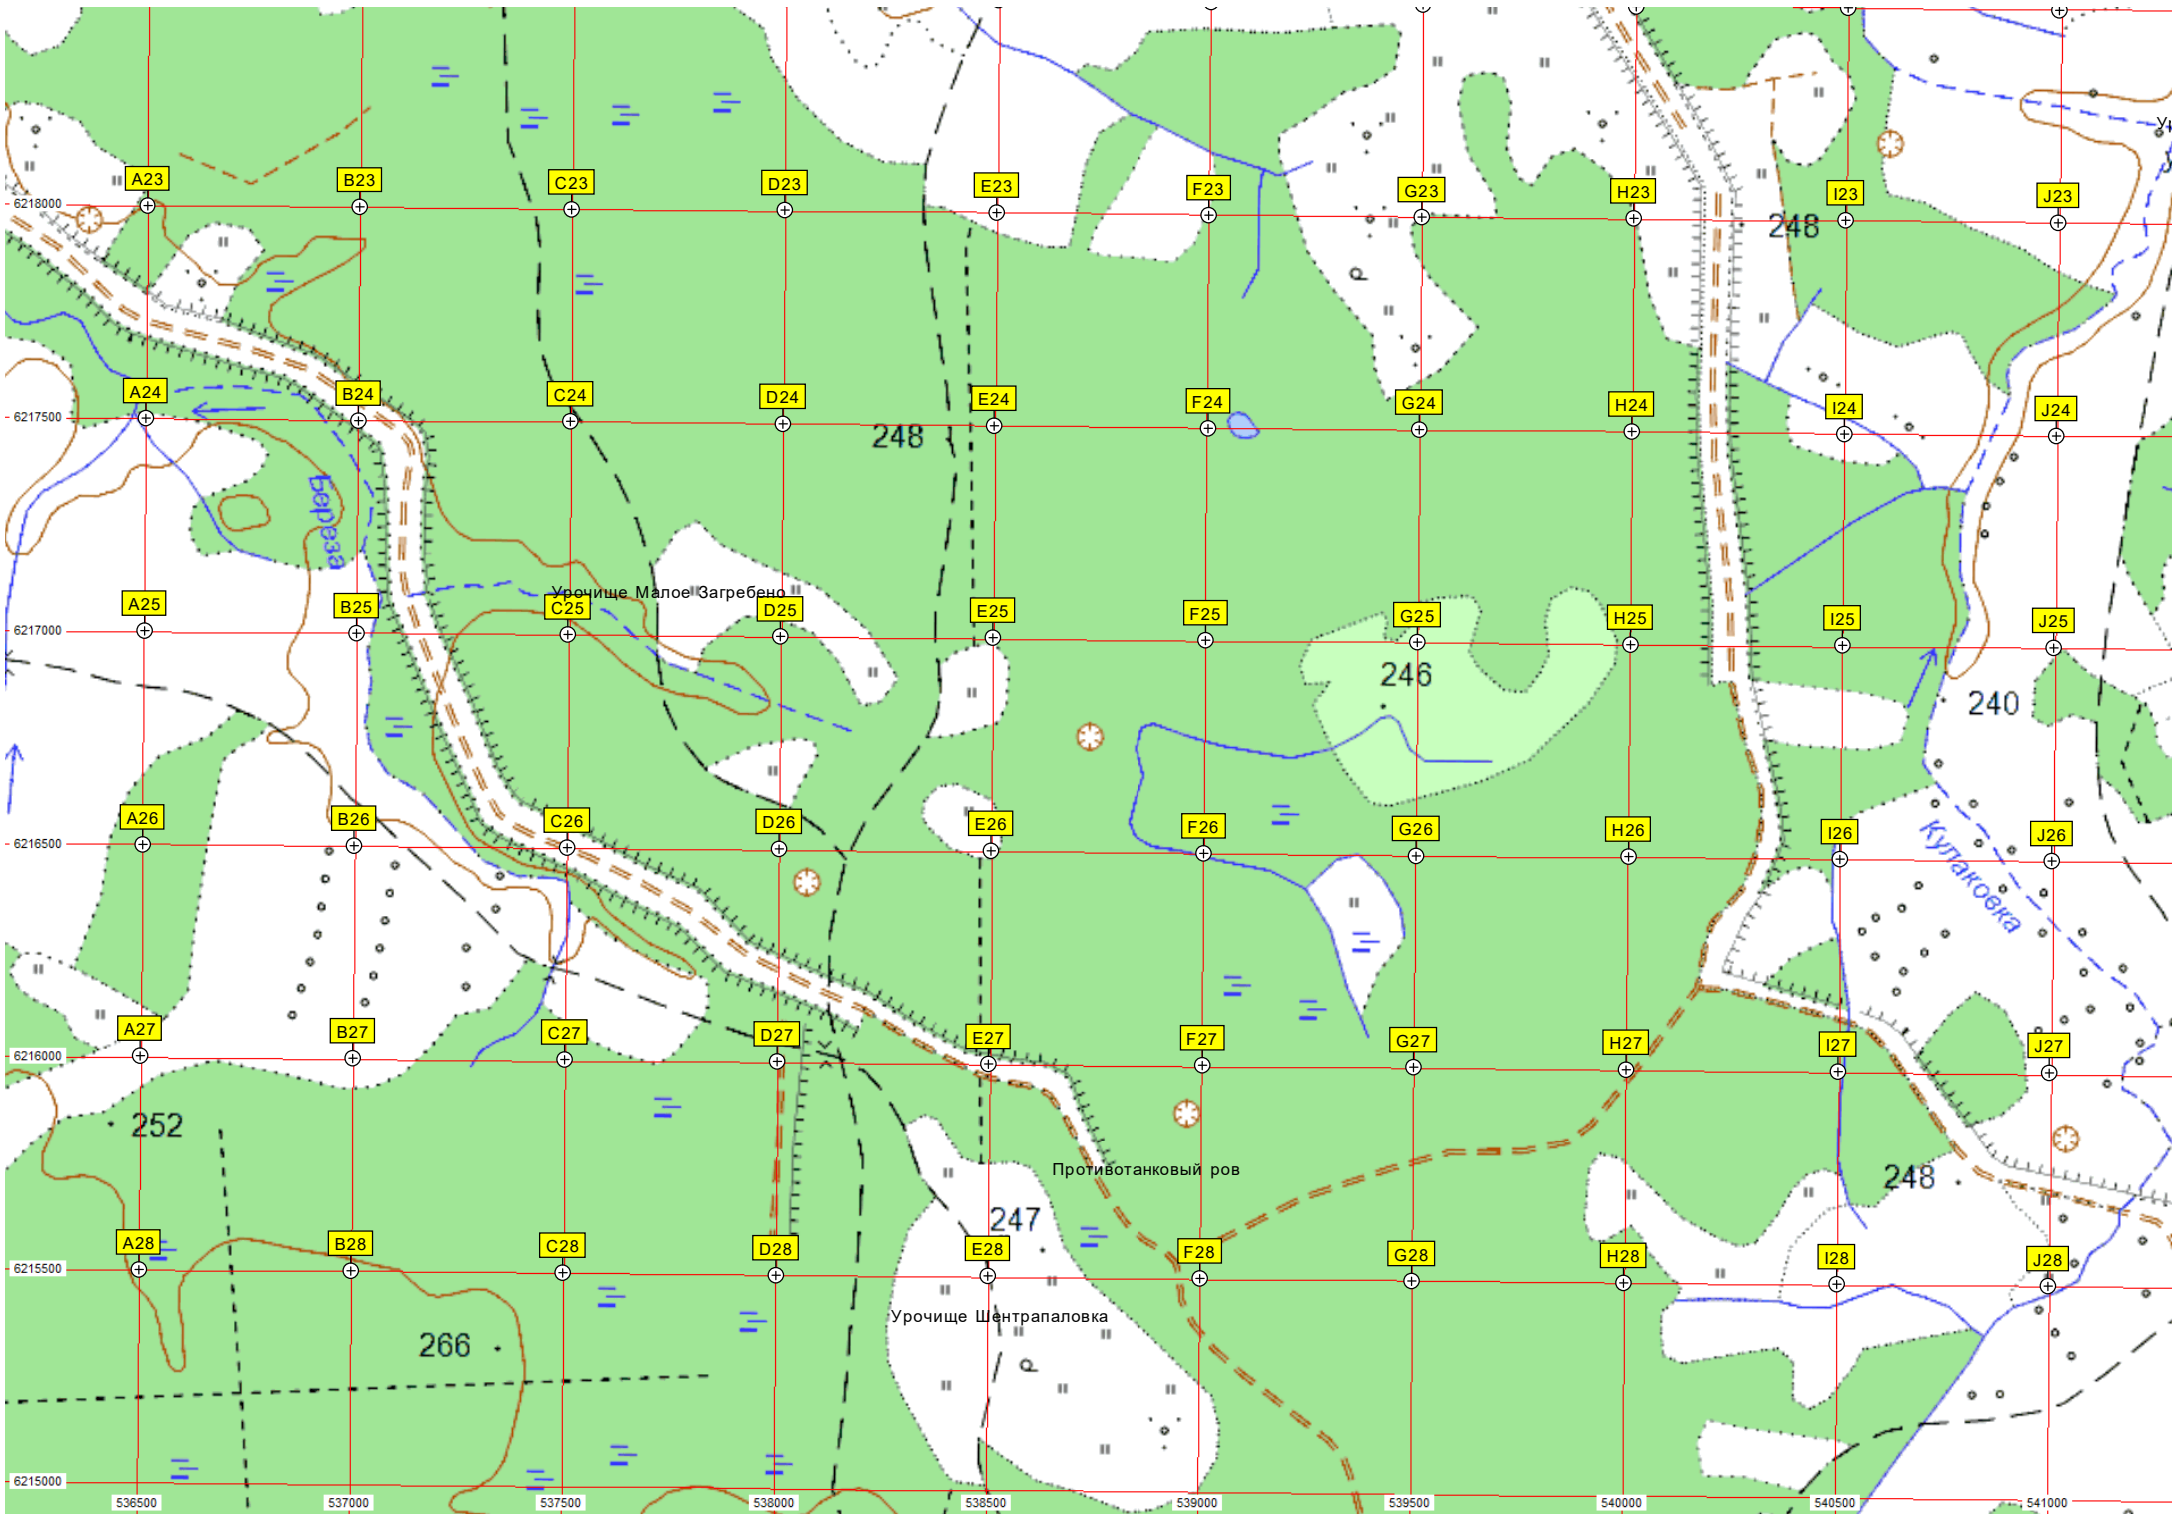 A23 B23 C23 D23 E23 F23 G23 H23 I23 J23
6218000
248
A24 B24 C24 D24 E24 F24 G24 H24 I24 J24
6217500
248
Береза
Урочище Малое Загребено
A25 B25 C25 D25 E25 F25 G25 H25 I25 J25
6217000
246
240
A26 B26 C26 D26 E26 F26 G26 H26 I26 J26
6216500
Кулаковка
A27 B27 C27 D27 E27 F27 G27 H27 I27 J27
6216000
252
Противотанковый ров
248
247
A28 B28 C28 D28 E28 F28 G28 H28 I28 J28
6215500
Урочище Шентрапаловка
266
6215000
536500 537000 537500 538000 538500 539000 539500 540000 540500 541000